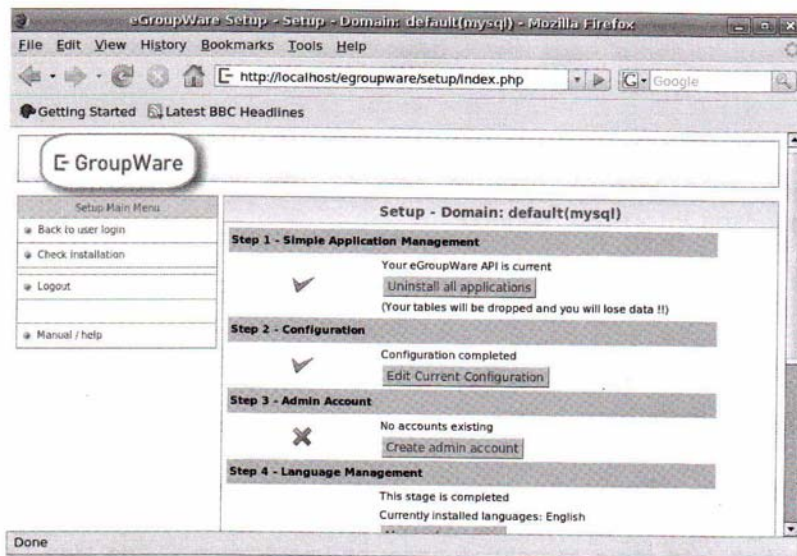 eGroupWare Setup - Setup - Domain: default(mysql) - Mozilla Firefox
File Edit View History Bookmarks Tools Help
http://localhost/egroupware/setup/index.php
G Google
Getting Started Latest BBC Headlines
GroupWare
Setup Main Menu
Back to user login
Check installation
Logout
Manual / help
Setup - Domain: default(mysql)
Step 1 - Simple Application Management
Your eGroupWare API is current
Uninstall all applications
(Your tables will be dropped and you will lose data !!)
Step 2 - Configuration
Configuration completed
Edit Current Configuration
Step 3 - Admin Account
No accounts existing
Create admin account
Step 4 - Language Management
This stage is completed
Currently installed languages: English
Done